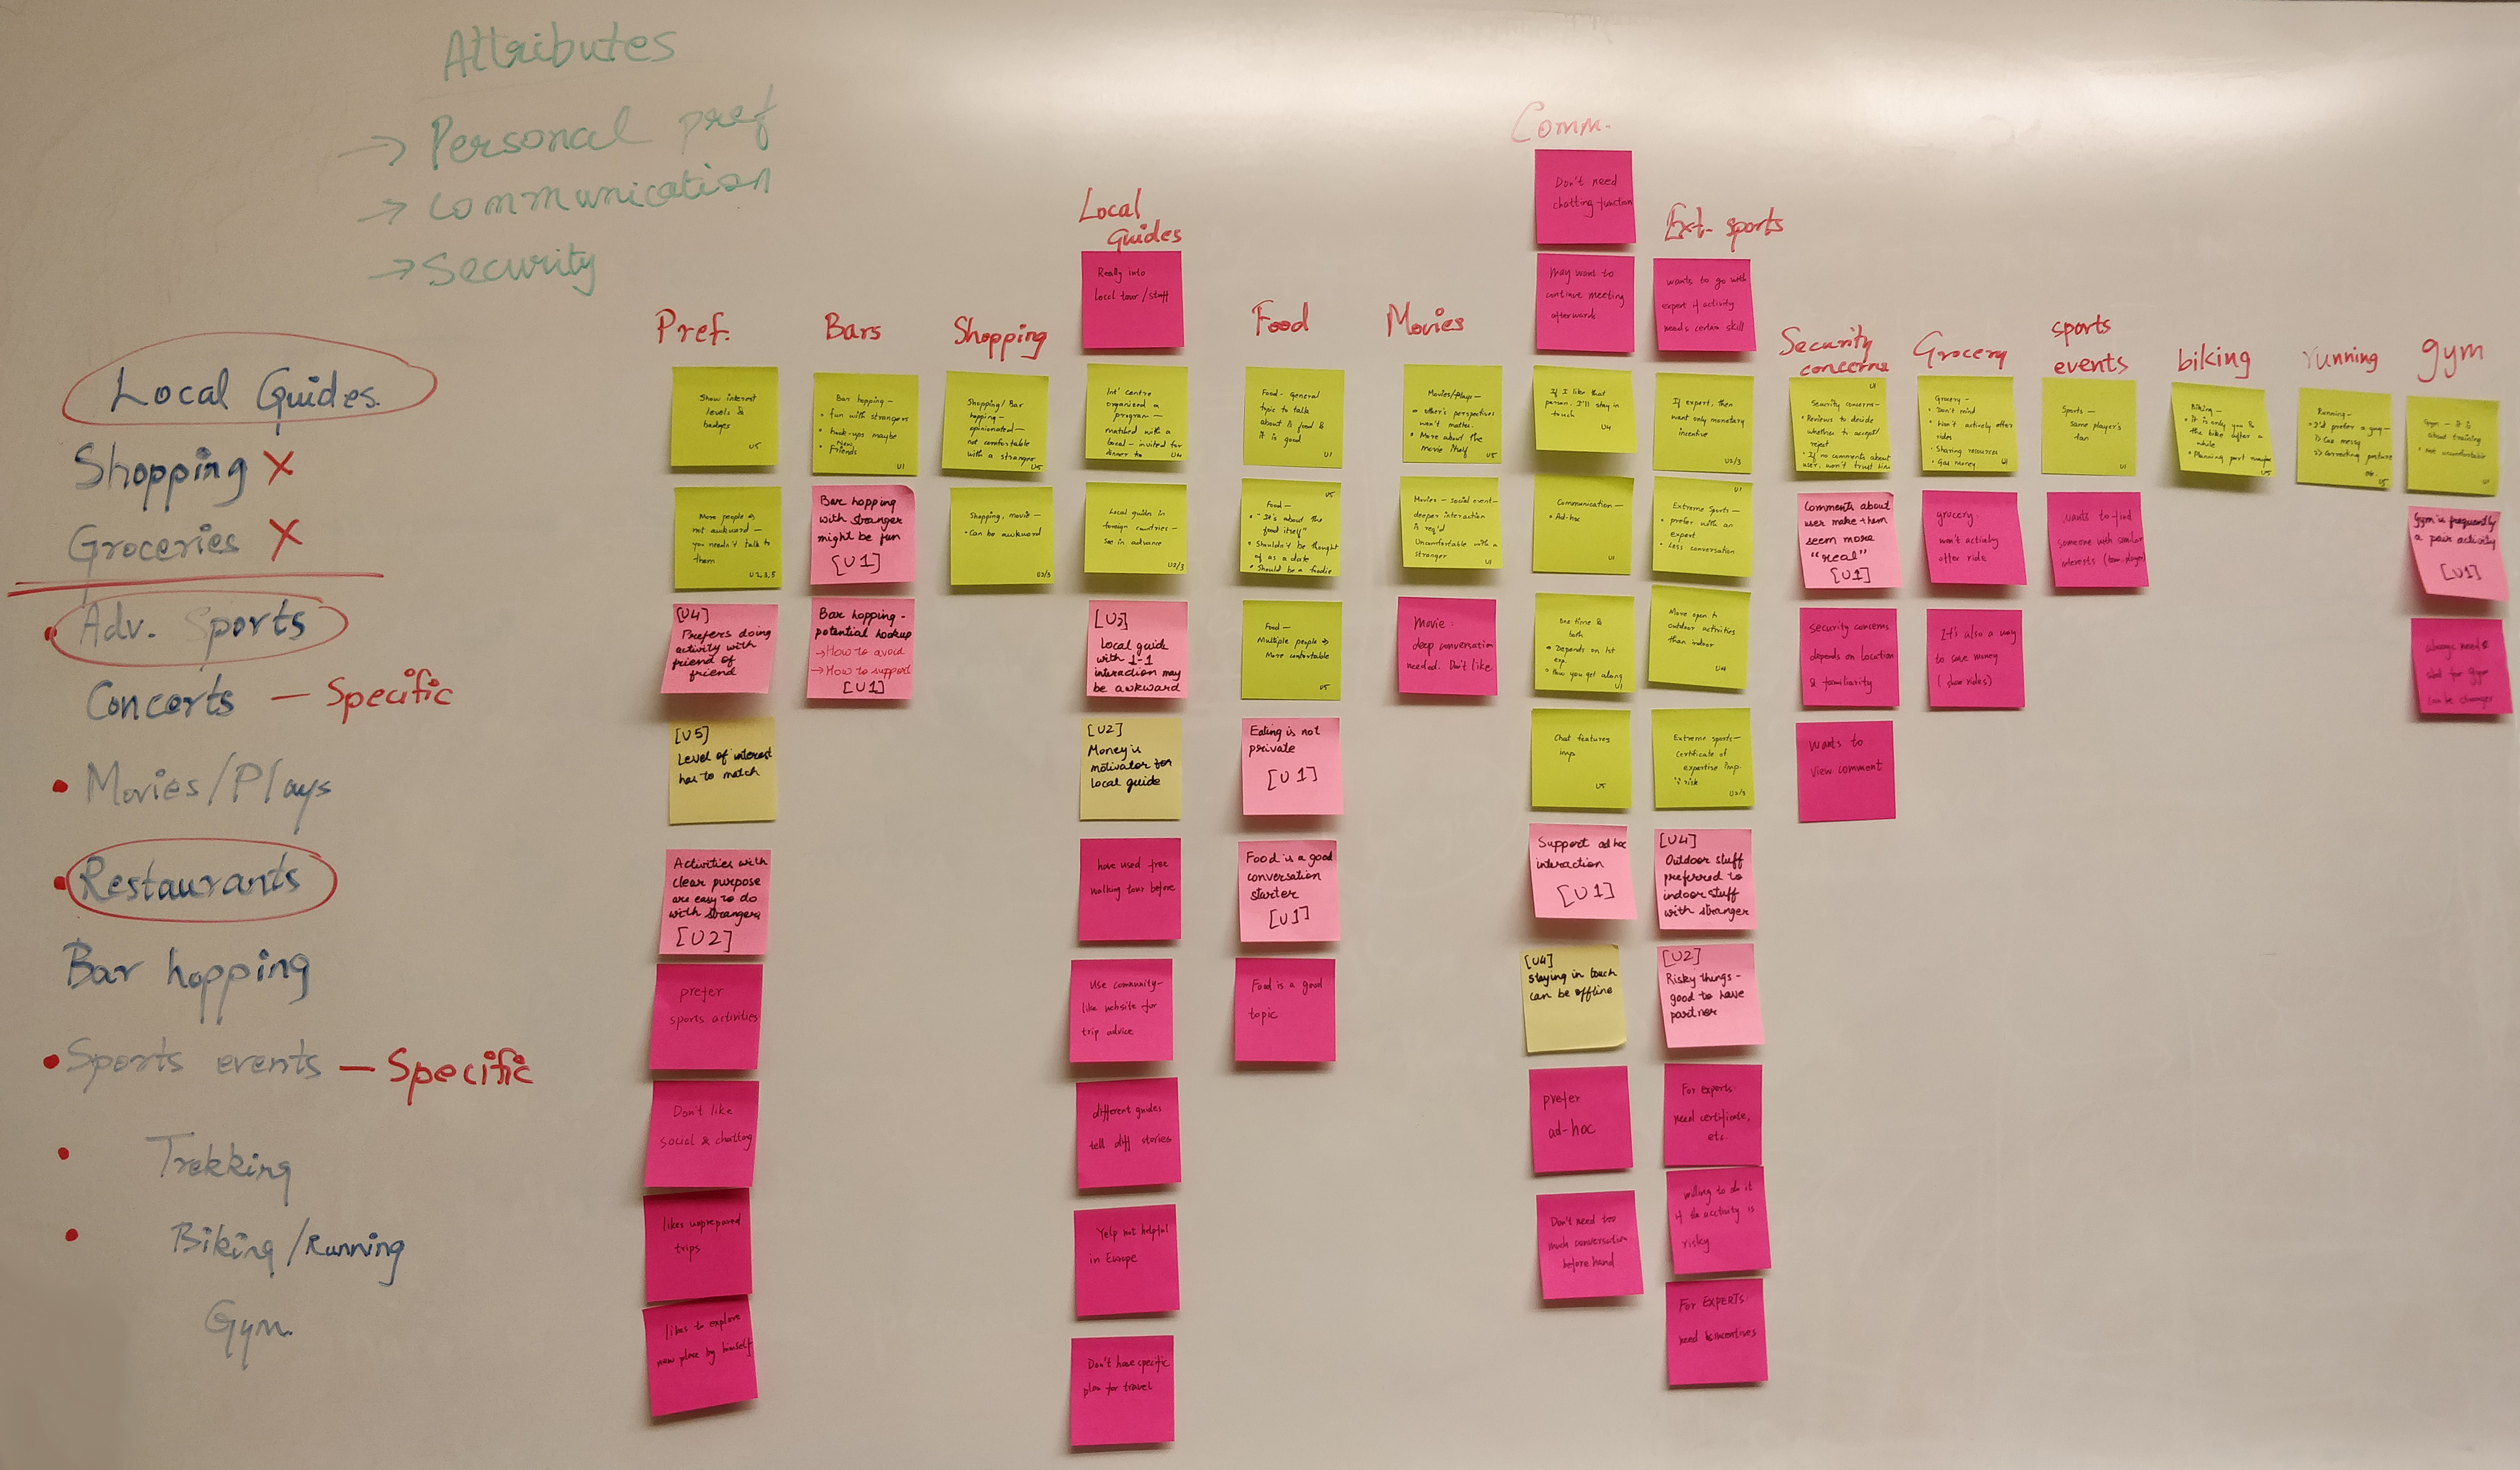 Attributes
→ Personal pref
→ Communication
→ Security
Local Guides.
Shopping X
Groceries X
Adv. Sports
Concerts — Specific
Movies/Plays
Restaurants
Bar hopping
Sports events — Specific
Trekking
Biking/Running
Gym.
Pref.
Show interest
levels &
badges
U5
More people →
not awkward —
you needn't talk to
them
U2,3,5
[U4]
Prefers doing
activity with
friend of
friend
[U5]
Level of interest
has to match
Activities with
clear purpose
are easy to do
with strangers
[U2]
prefer
sports activities
Don't like
social & chatting
likes unprepared
trips
likes to explore
new place by himself
Bars
Bar hopping —
• fun with strangers
• hook-ups maybe
• New Friends
U1
Bar hopping
with stranger
might be fun
[U1]
Bar hopping -
potential hookup
→ How to avoid
→ How to support
[U1]
Shopping
Shopping/Bar
hopping —
opinionated —
not comfortable
with a stranger
U5
Shopping, movie —
• Can be awkward
U2/3
Local
guides
Really into
local tour/stuff
Int' centre
organized a
program —
matched with a
local — invited for
dinner to
U4
Local guides in
foreign countries —
see in advance
U2/3
Local guide
with 1-1
interaction may
be awkward
[U2]
Money is
motivator for
local guide
have used free
walking tour before
Use community-
like website for
trip advice
different guides
tell diff stories
Yelp not helpful
in Europe
Don't have specific
plan for travel
Food
Food - general
topic to talk
about is food &
it is good
U1
U5
Food —
• "It's about the
food itself"
• Shouldn't be thought
of as a date
• Should be a foodie
Food —
Multiple people →
More comfortable
U5
Eating is not
private
[U1]
Food is a good
conversation
starter
[U1]
Food is a good
topic
Movies
Movies/Plays —
• other's perspectives
won't matter.
• More about the
movie itself
U5
Movies — social event —
deeper interaction
is req'd
Uncomfortable with a
stranger
U1
Movie:
deep conversation
needed. Don't like
Comm.
Don't need
chatting function
May want to
continue meeting
afterwards
If I like that
person, I'll stay in
touch
U4
Communication —
• Ad-hoc
U1
One time &
both
• Depends on 1st
exp.
• How you get along
U1
Chat features
imp
U5
Support ad hoc
interaction
[U1]
[U4]
Staying in touch
can be offline
prefer
ad-hoc
Don't need too
much conversation
before hand
Ext. sports
wants to go with
expert if activity
needs certain skill
If expert, then
want only monetary
incentive
U2/3
U1
Extreme Sports —
• prefer with an
expert
• Less conversation
More open to
outdoor activities
than indoor
U4
Extreme sports —
certificate of
expertise imp.
∵ risk
U2/3
[U4]
Outdoor stuff
preferred to
indoor stuff
with stranger
[U2]
Risky things -
good to have
partner
For experts
need certificate,
etc.
willing to do it
if the activity is
risky
For EXPERTS
need incentives
Security
concerns
U1
Security concerns —
• Reviews to decide
whether to accept/
reject
• If no comments about
user, won't trust him
Comments about
user make them
seem more
"real"
[U1]
security concerns
depends on location
& familiarity
Wants to
view comment
Grocery
Grocery —
• Don't mind
• Won't actively offer
rides
• Sharing resources
• Gas money
U1
grocery:
won't actively
offer ride
It's also a way
to save money
(share rides)
sports
events
Sports —
same player's
fan
U1
wants to find
someone with similar
interests (team, player)
biking
Biking —
• It is only you &
the bike after a
while
• Planning part maybe
U5
running
Running —
• I'd prefer a guy —
Correcting posture
etc.
U5
gym
about training
• Not uncomfortable
Gym is frequently
a pair activity
[U1]